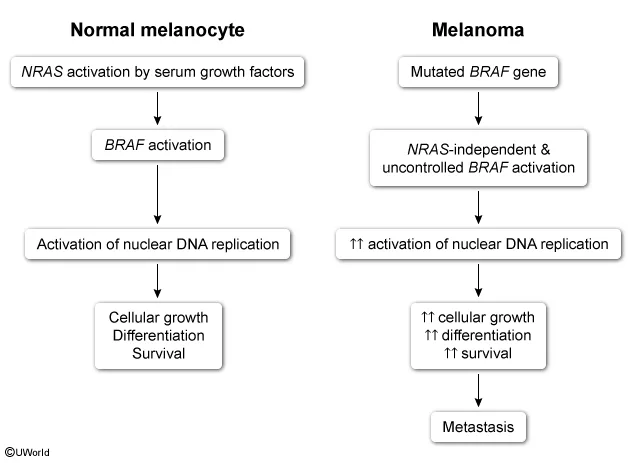 Normal melanocyte
NRAS activation by serum growth factors
BRAF activation
Activation of nuclear DNA replication
Cellular growth
Differentiation
Survival
Melanoma
Mutated BRAF gene
NRAS-independent &
uncontrolled BRAF activation
↑↑ activation of nuclear DNA replication
↑↑ cellular growth
↑↑ differentiation
↑↑ survival
Metastasis
©UWorld